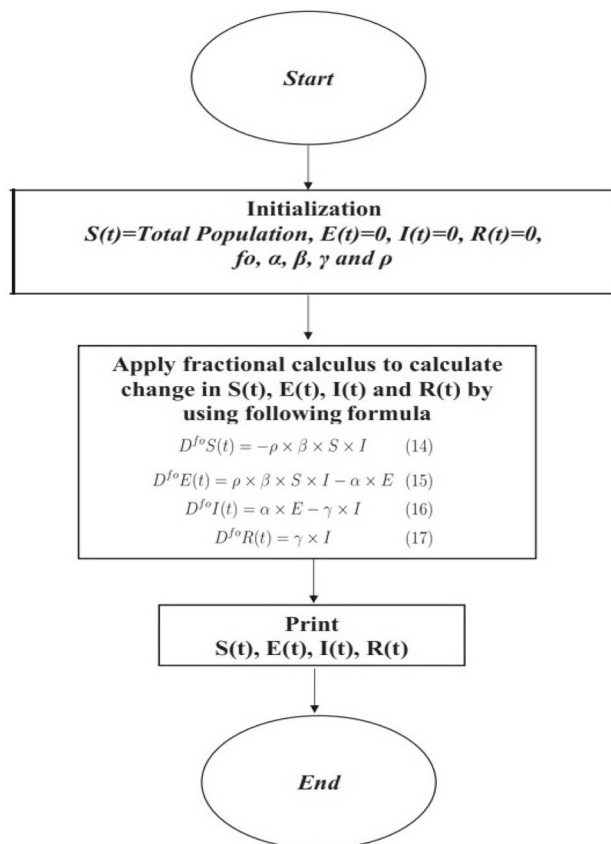 Start
Initialization
S(t)=Total Population, E(t)=0, I(t)=0, R(t)=0,
fo, α, β, γ and ρ
Apply fractional calculus to calculate
change in S(t), E(t), I(t) and R(t) by
using following formula
D^{fo}S(t) = −ρ × β × S × I (14)
D^{fo}E(t) = ρ × β × S × I − α × E (15)
D^{fo}I(t) = α × E − γ × I (16)
D^{fo}R(t) = γ × I (17)
Print
S(t), E(t), I(t), R(t)
End